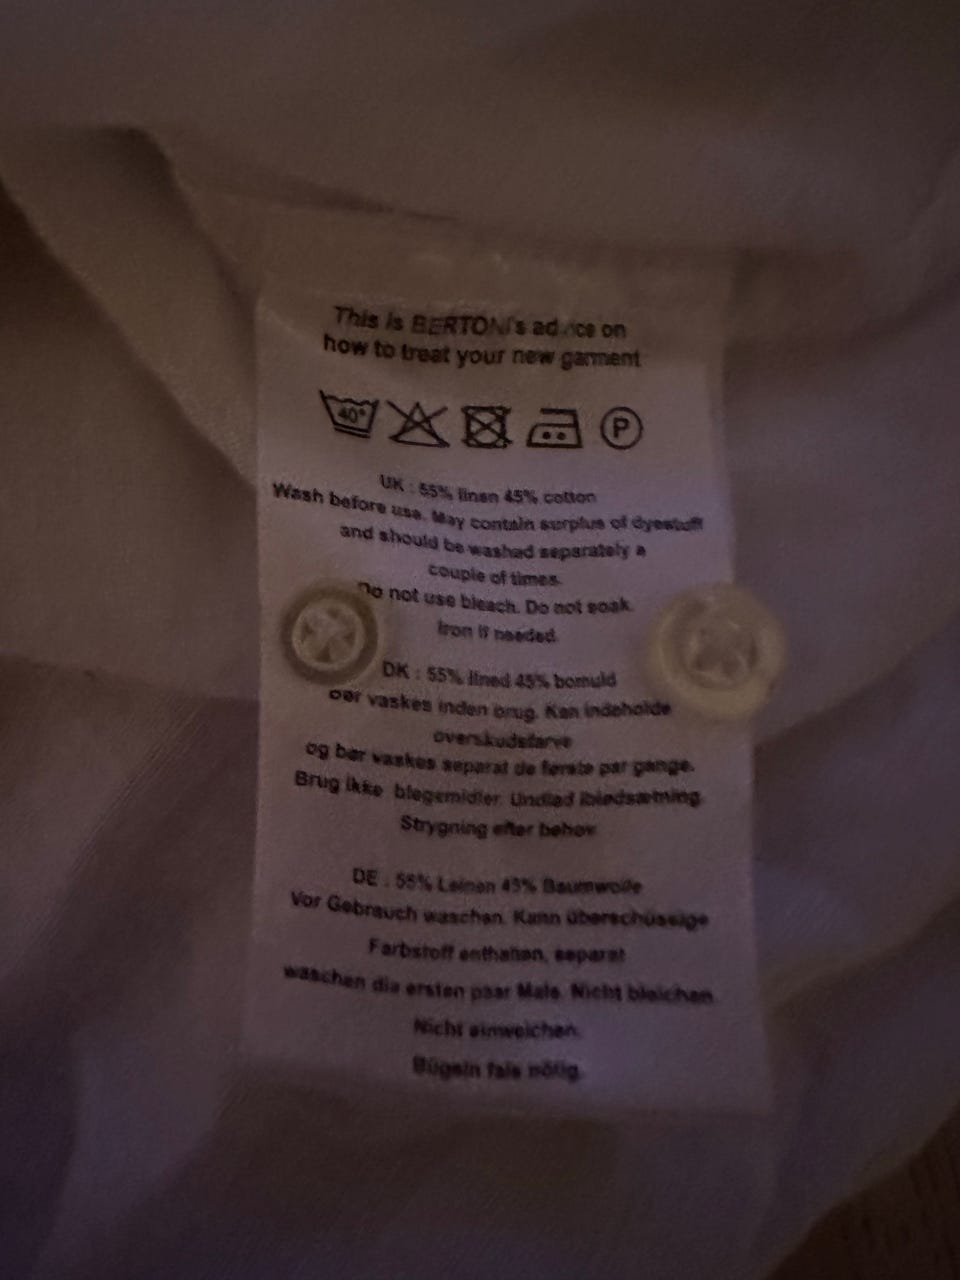 This is BERTONI's advice on
how to treat your new garment
40°
P
UK : 55% linen 45% cotton
Wash before use. May contain surplus of dyestuff
and should be washed separately a
couple of times.
Do not use bleach. Do not soak.
Iron if needed.
DK : 55% lined 45% bomuld
Bør vaskes inden brug. Kan indeholde
overskudsfarve
og bør vaskes separat de første par gange.
Brug ikke blegemidler. Undlad iblødsætning.
Strygning efter behov.
DE : 55% Leinen 45% Baumwolle
Vor Gebrauch waschen. Kann überschüssige
Farbstoff enthalten, separat
waschen die ersten paar Male. Nicht bleichen.
Nicht einweichen.
Bügeln fals nötig.